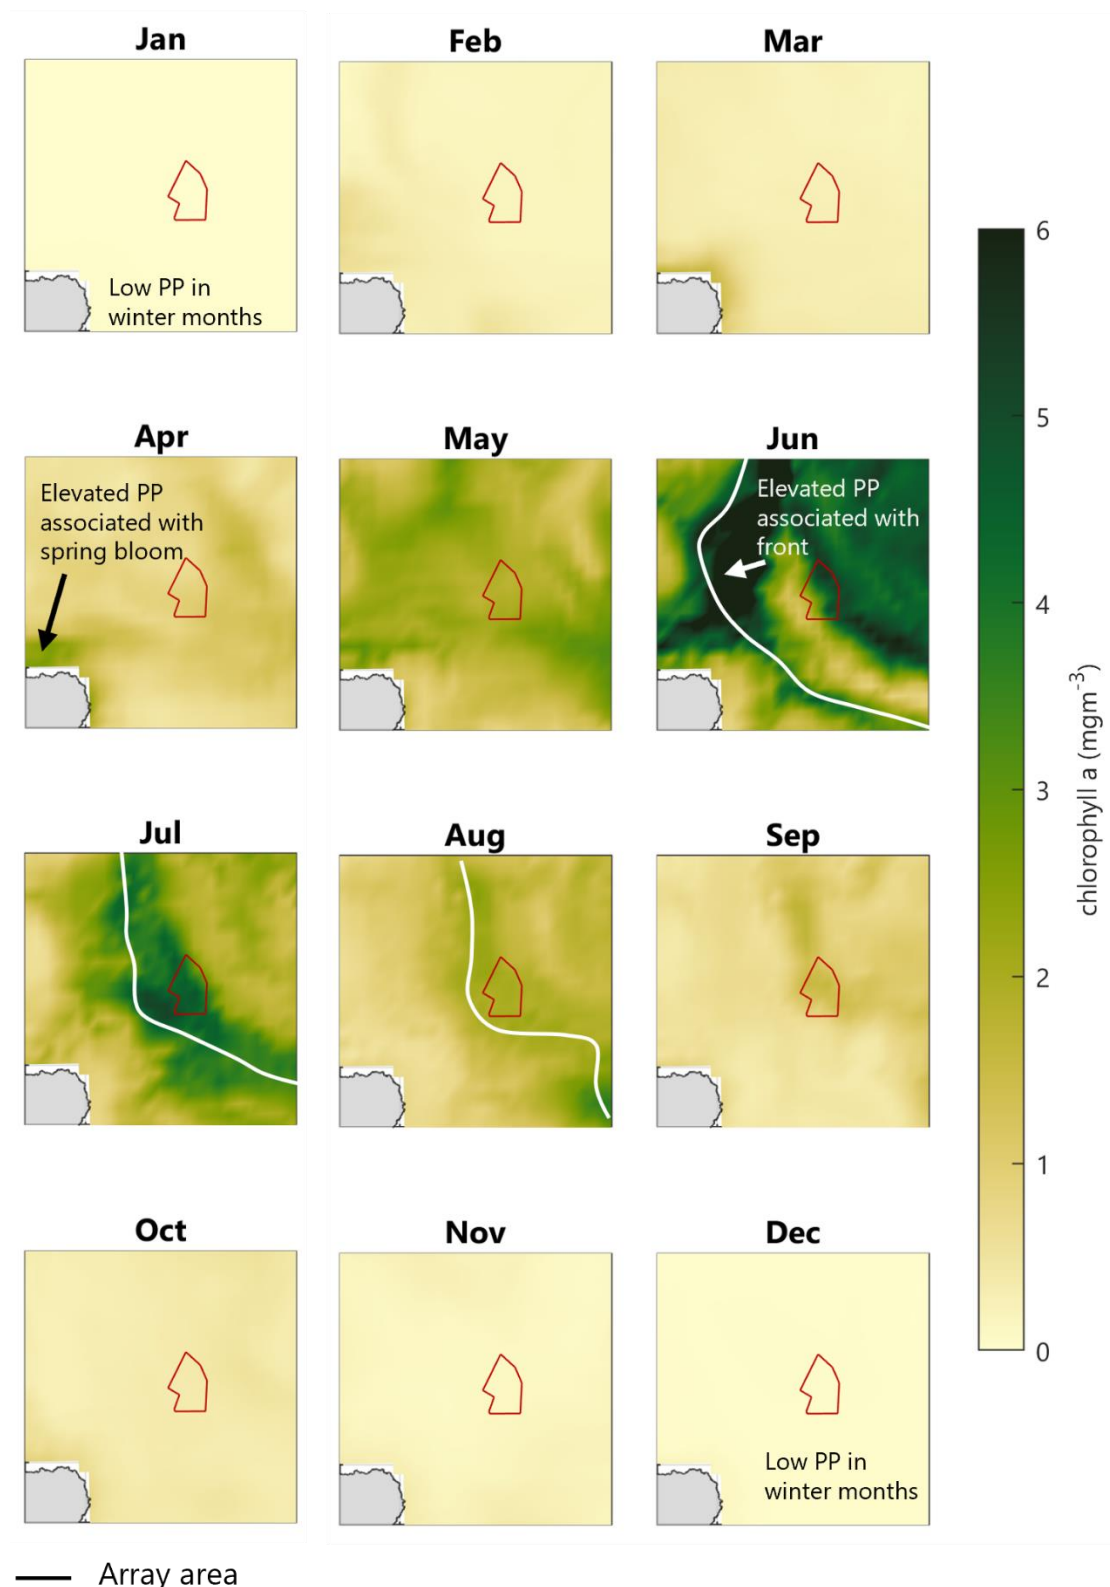 Jan
Feb
Mar
Low PP in
winter months
Apr
May
Jun
Elevated PP
associated with
spring bloom
Elevated PP
associated with
front
Jul
Aug
Sep
Oct
Nov
Dec
Low PP in
winter months
6
5
4
3
2
1
0
chlorophyll a (mgm⁻³)
Array area